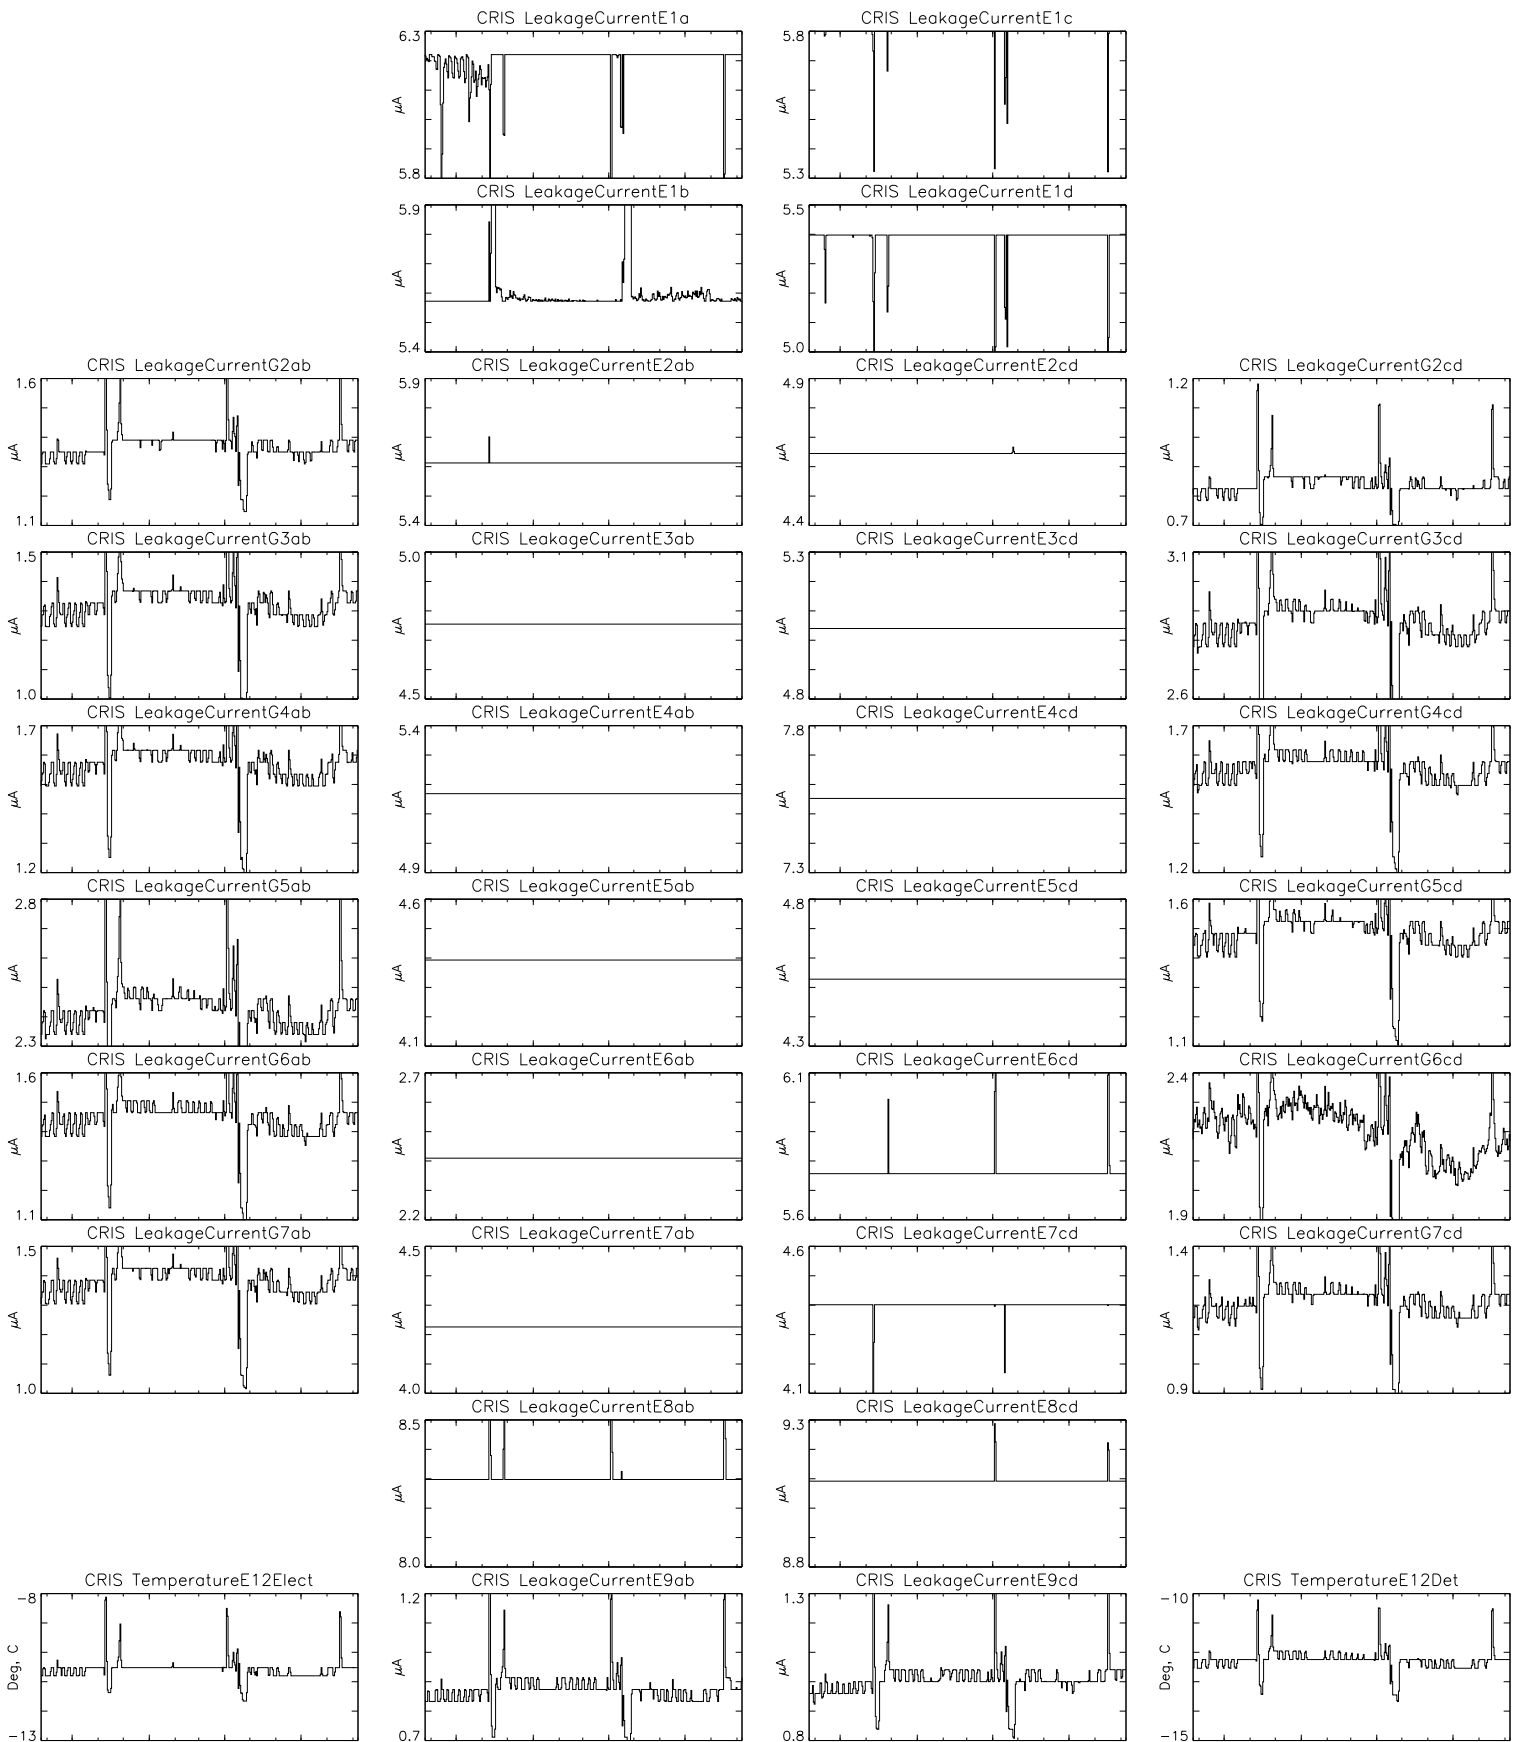 CRIS LeakageCurrentE1a
CRIS LeakageCurrentE1c
6.3
μA
5.8
5.8
μA
5.3
CRIS LeakageCurrentE1b
CRIS LeakageCurrentE1d
5.9
μA
5.4
5.5
μA
5.0
CRIS LeakageCurrentG2ab
CRIS LeakageCurrentE2ab
CRIS LeakageCurrentE2cd
CRIS LeakageCurrentG2cd
1.6
μA
1.1
5.9
μA
5.4
4.9
μA
4.4
1.2
μA
0.7
CRIS LeakageCurrentG3ab
CRIS LeakageCurrentE3ab
CRIS LeakageCurrentE3cd
CRIS LeakageCurrentG3cd
1.5
μA
1.0
5.0
μA
4.5
5.3
μA
4.8
3.1
μA
2.6
CRIS LeakageCurrentG4ab
CRIS LeakageCurrentE4ab
CRIS LeakageCurrentE4cd
CRIS LeakageCurrentG4cd
1.7
μA
1.2
5.4
μA
4.9
7.8
μA
7.3
1.7
μA
1.2
CRIS LeakageCurrentG5ab
CRIS LeakageCurrentE5ab
CRIS LeakageCurrentE5cd
CRIS LeakageCurrentG5cd
2.8
μA
2.3
4.6
μA
4.1
4.8
μA
4.3
1.6
μA
1.1
CRIS LeakageCurrentG6ab
CRIS LeakageCurrentE6ab
CRIS LeakageCurrentE6cd
CRIS LeakageCurrentG6cd
1.6
μA
1.1
2.7
μA
2.2
6.1
μA
5.6
2.4
μA
1.9
CRIS LeakageCurrentG7ab
CRIS LeakageCurrentE7ab
CRIS LeakageCurrentE7cd
CRIS LeakageCurrentG7cd
1.5
μA
1.0
4.5
μA
4.0
4.6
μA
4.1
1.4
μA
0.9
CRIS LeakageCurrentE8ab
CRIS LeakageCurrentE8cd
8.5
μA
8.0
9.3
μA
8.8
CRIS TemperatureE12Elect
CRIS LeakageCurrentE9ab
CRIS LeakageCurrentE9cd
CRIS TemperatureE12Det
-8
Deg, C
-13
1.2
μA
0.7
1.3
μA
0.8
-10
Deg, C
-15